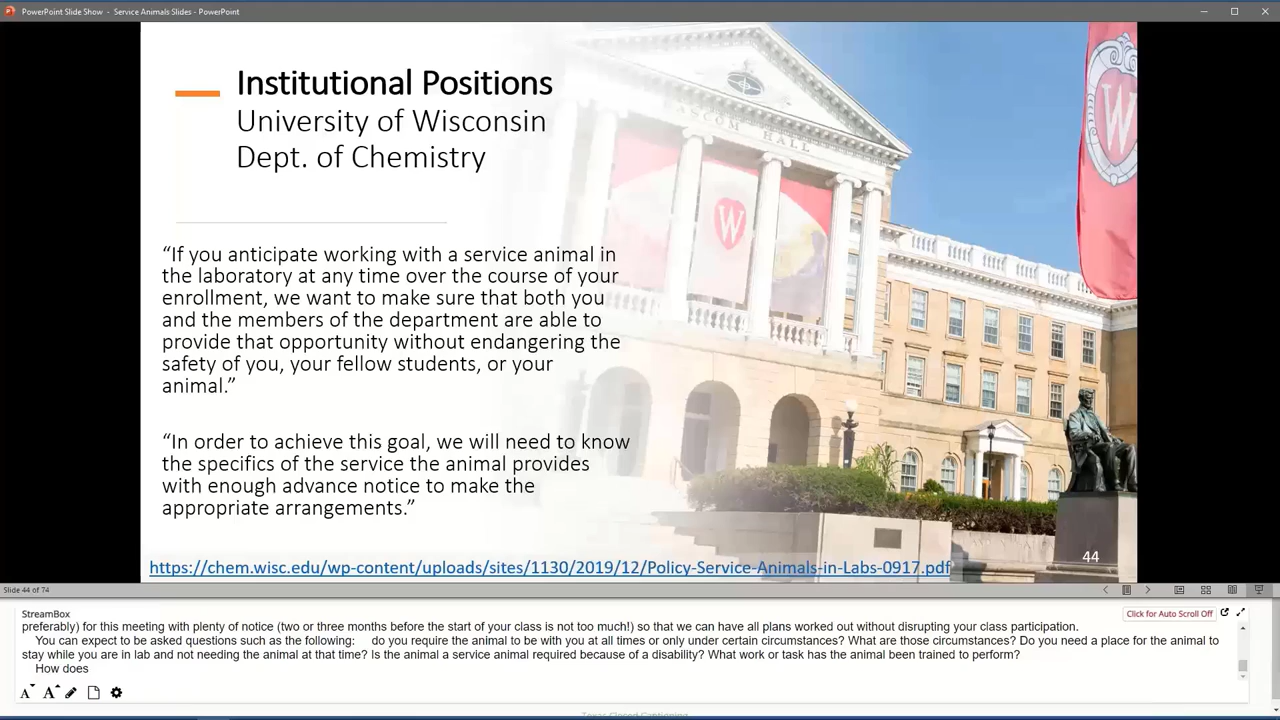 PowerPoint Slide Show - Service Animals Slides - PowerPoint
Institutional Positions
University of Wisconsin
Dept. of Chemistry
ASCOM HALL
W
W
“If you anticipate working with a service animal in
the laboratory at any time over the course of your
enrollment, we want to make sure that both you
and the members of the department are able to
provide that opportunity without endangering the
safety of you, your fellow students, or your
animal.”
“In order to achieve this goal, we will need to know
the specifics of the service the animal provides
with enough advance notice to make the
appropriate arrangements.”
44
https://chem.wisc.edu/wp-content/uploads/sites/1130/2019/12/Policy-Service-Animals-in-Labs-0917.pdf
Slide 44 of 74
StreamBox
Click for Auto Scroll Off
preferably) for this meeting with plenty of notice (two or three months before the start of your class is not too much!) so that we can have all plans worked out without disrupting your class participation.
You can expect to be asked questions such as the following: do you require the animal to be with you at all times or only under certain circumstances? What are those circumstances? Do you need a place for the animal to
stay while you are in lab and not needing the animal at that time? Is the animal a service animal required because of a disability? What work or task has the animal been trained to perform?
How does
A A